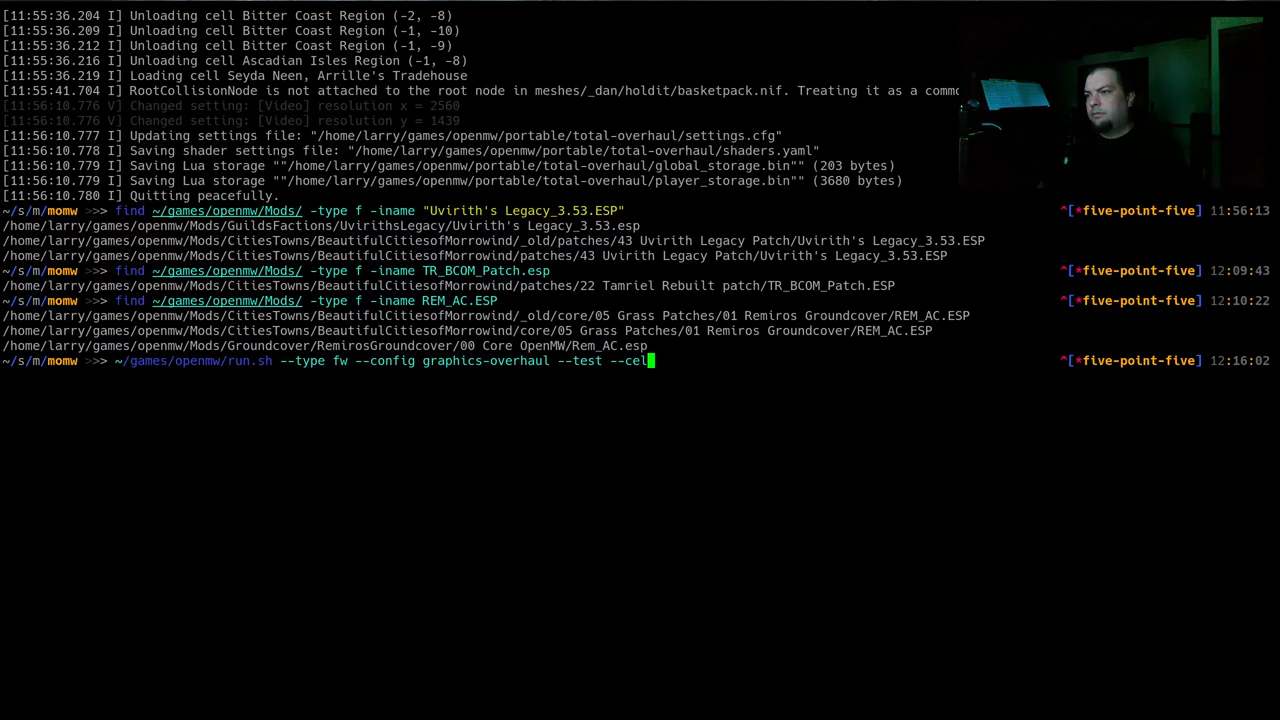 [11:55:36.204 I] Unloading cell Bitter Coast Region (-2, -8)
[11:55:36.209 I] Unloading cell Bitter Coast Region (-1, -10)
[11:55:36.212 I] Unloading cell Bitter Coast Region (-1, -9)
[11:55:36.216 I] Unloading cell Ascadian Isles Region (-1, -8)
[11:55:36.219 I] Loading cell Seyda Neen, Arrille's Tradehouse
[11:55:41.704 I] RootCollisionNode is not attached to the root node in meshes/_dan/holdit/basketpack.nif. Treating it as a commo
[11:56:10.776 V] Changed setting: [Video] resolution x = 2560
[11:56:10.776 V] Changed setting: [Video] resolution y = 1439
[11:56:10.777 I] Updating settings file: "/home/larry/games/openmw/portable/total-overhaul/settings.cfg"
[11:56:10.778 I] Saving shader settings file: "/home/larry/games/openmw/portable/total-overhaul/shaders.yaml"
[11:56:10.779 I] Saving Lua storage ""/home/larry/games/openmw/portable/total-overhaul/global_storage.bin"" (203 bytes)
[11:56:10.779 I] Saving Lua storage ""/home/larry/games/openmw/portable/total-overhaul/player_storage.bin"" (3680 bytes)
[11:56:10.780 I] Quitting peacefully.
~/s/m/momw >>> find ~/games/openmw/Mods/ -type f -iname "Uvirith's Legacy_3.53.ESP" ^[*five-point-five] 11:56:13
/home/larry/games/openmw/Mods/GuildsFactions/UvirithsLegacy/Uvirith's Legacy_3.53.esp
/home/larry/games/openmw/Mods/CitiesTowns/BeautifulCitiesofMorrowind/_old/patches/43 Uvirith Legacy Patch/Uvirith's Legacy_3.53.ESP
/home/larry/games/openmw/Mods/CitiesTowns/BeautifulCitiesofMorrowind/patches/43 Uvirith Legacy Patch/Uvirith's Legacy_3.53.ESP
~/s/m/momw >>> find ~/games/openmw/Mods/ -type f -iname TR_BCOM_Patch.esp ^[*five-point-five] 12:09:43
/home/larry/games/openmw/Mods/CitiesTowns/BeautifulCitiesofMorrowind/patches/22 Tamriel Rebuilt patch/TR_BCOM_Patch.ESP
~/s/m/momw >>> find ~/games/openmw/Mods/ -type f -iname REM_AC.ESP ^[*five-point-five] 12:10:22
/home/larry/games/openmw/Mods/CitiesTowns/BeautifulCitiesofMorrowind/_old/core/05 Grass Patches/01 Remiros Groundcover/REM_AC.ESP
/home/larry/games/openmw/Mods/CitiesTowns/BeautifulCitiesofMorrowind/core/05 Grass Patches/01 Remiros Groundcover/REM_AC.ESP
/home/larry/games/openmw/Mods/Groundcover/RemirosGroundcover/00 Core OpenMW/Rem_AC.esp
~/s/m/momw >>> ~/games/openmw/run.sh --type fw --config graphics-overhaul --test --cel ^[*five-point-five] 12:16:02